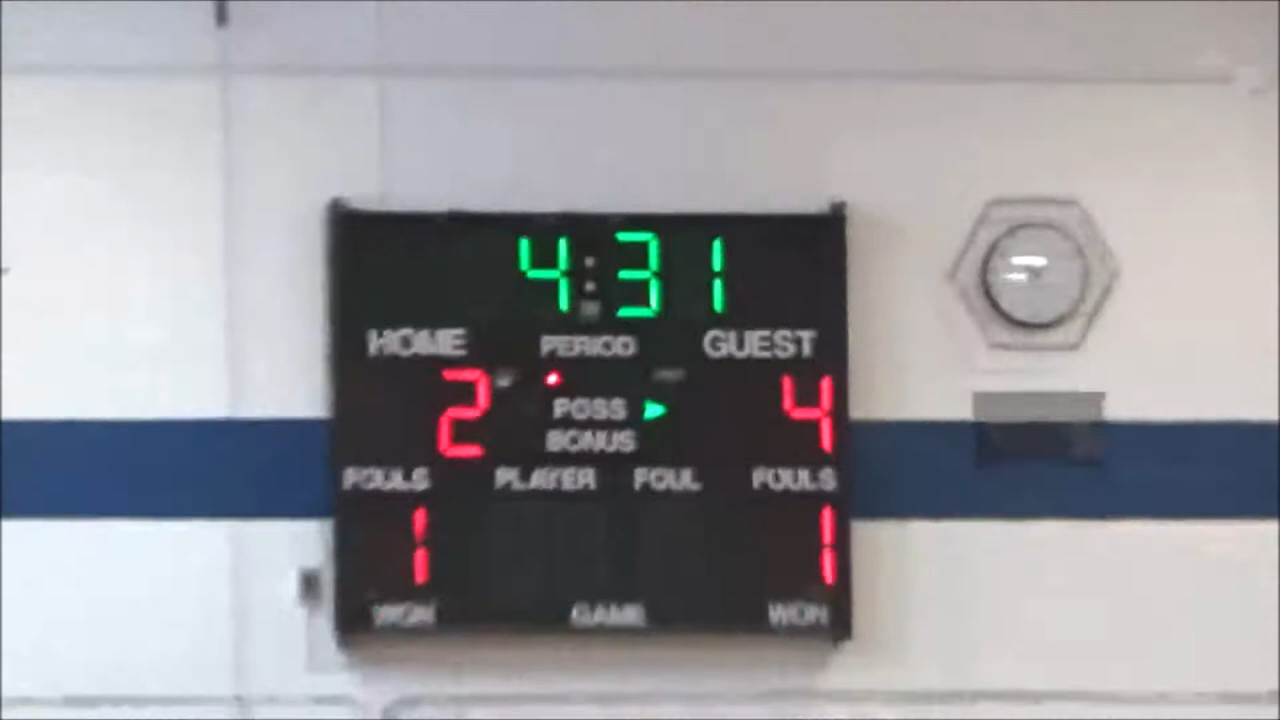 4:31
HOME PERIOD GUEST
2 POSS 4
BONUS
FOULS PLAYER FOUL FOULS
1 1
WON GAME WON